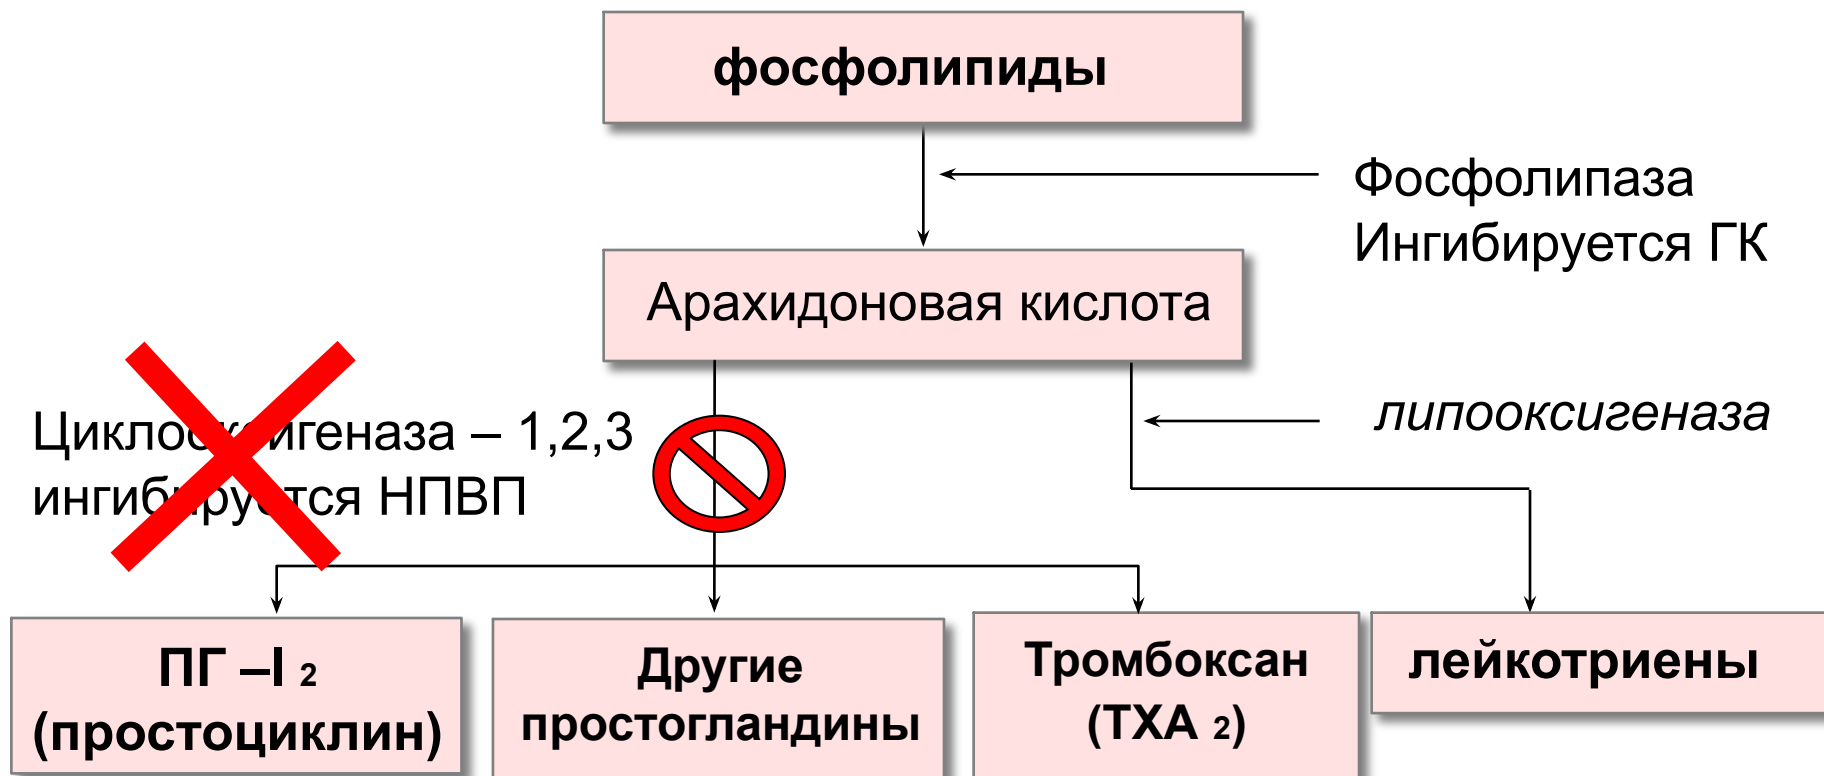 фосфолипиды
Фосфолипаза
Ингибируется ГК
Арахидоновая кислота
Циклооксигеназа – 1,2,3
ингибируется НПВП
липооксигеназа
ПГ –I 2
(простоциклин)
Другие
простогландины
Тромбоксан
(ТХА 2)
лейкотриены